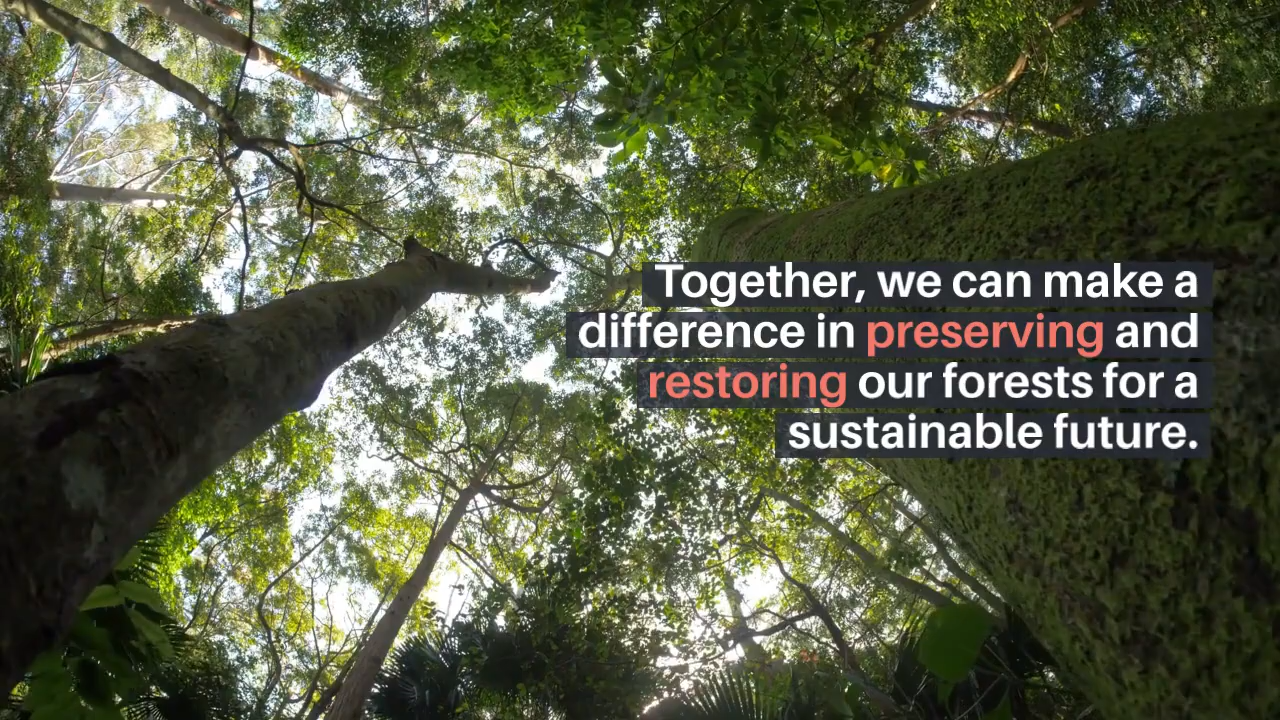 Together, we can make a
difference in preserving and
restoring our forests for a
sustainable future.